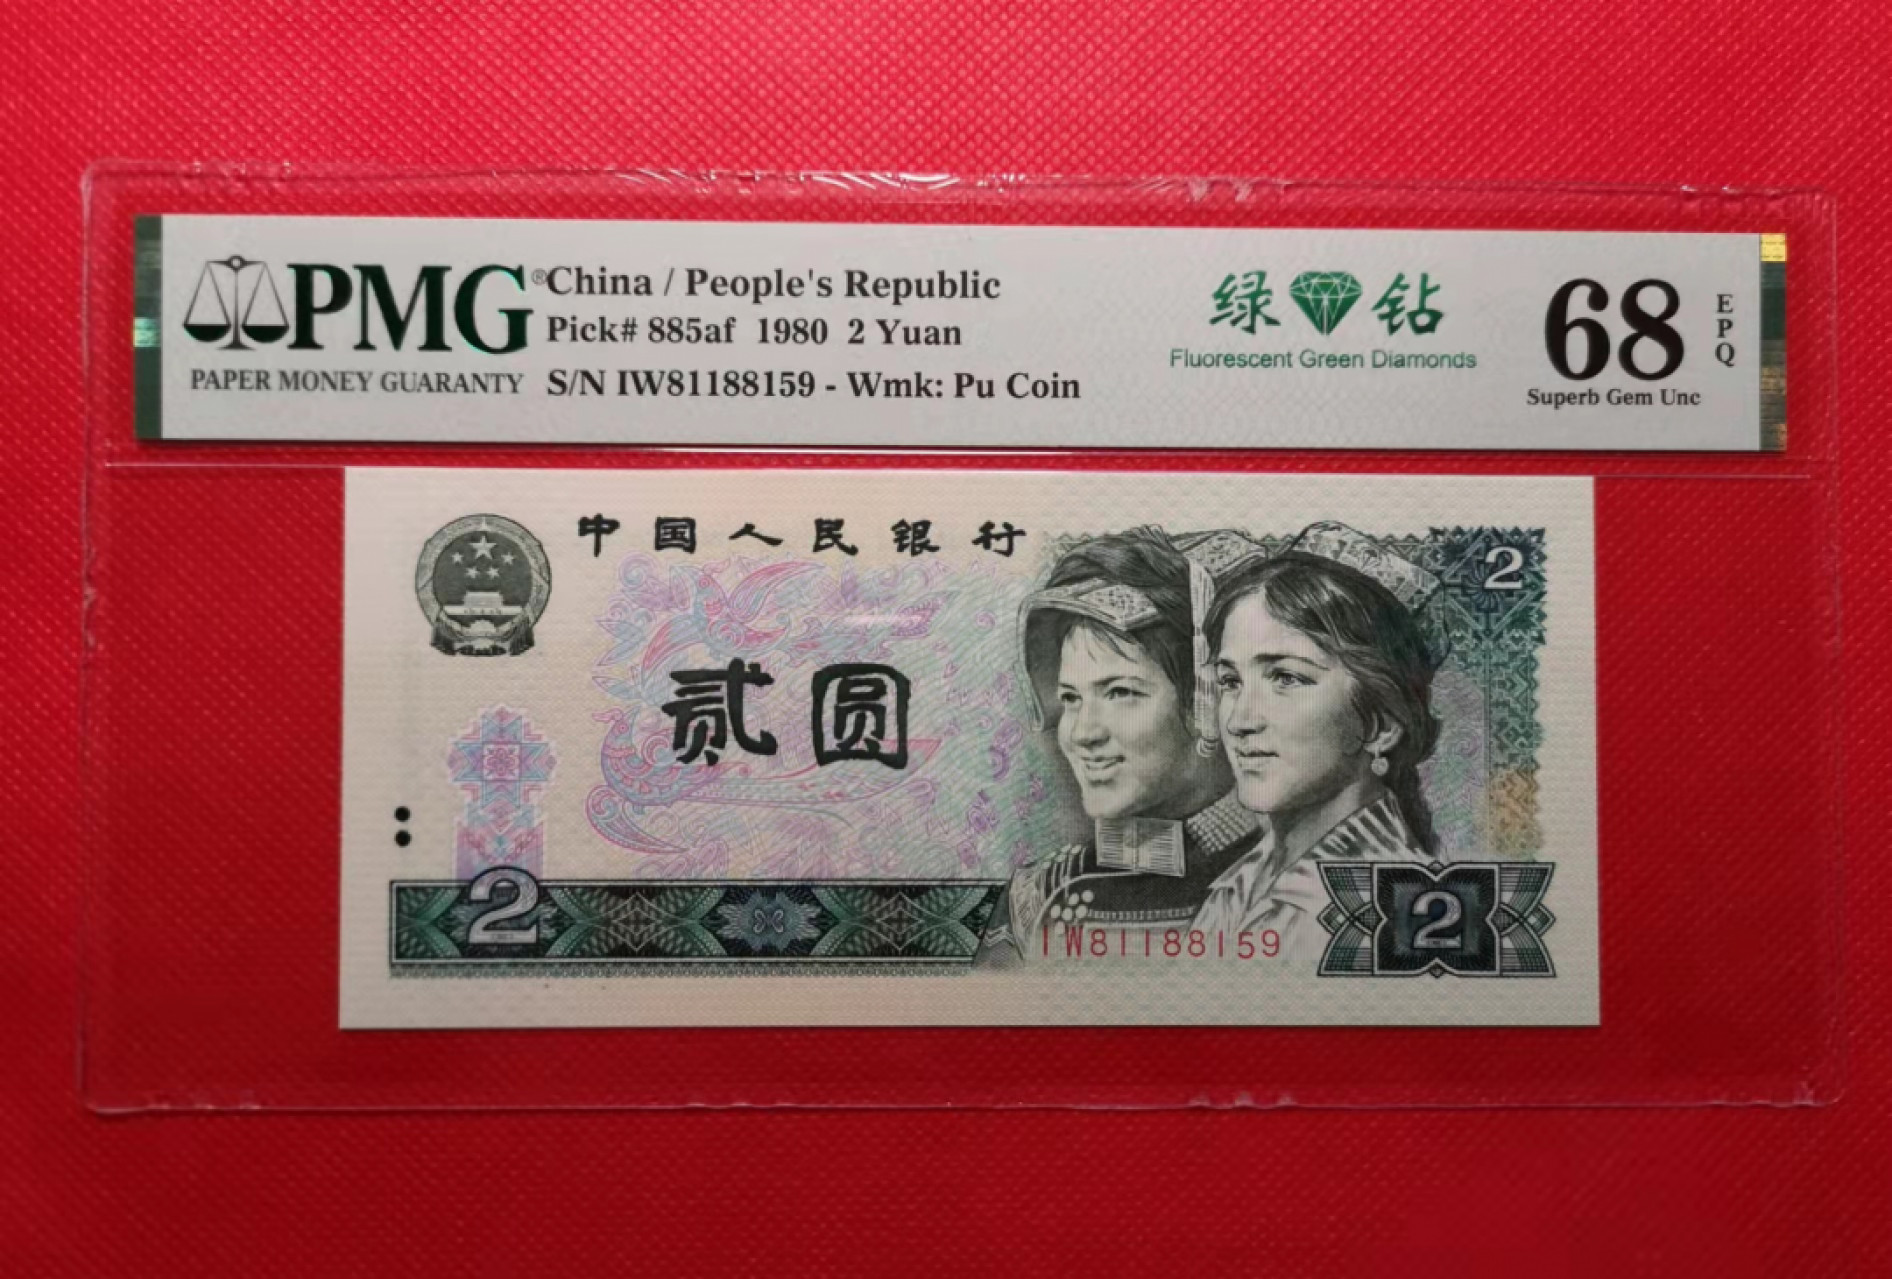 PMG®
PAPER MONEY GUARANTY
China / People's Republic
Pick# 885af 1980 2 Yuan
S/N IW81188159 - Wmk: Pu Coin
绿钻
Fluorescent Green Diamonds
68
EPQ
Superb Gem Unc
中国人民银行
2
贰圆
2
IW81188159
2